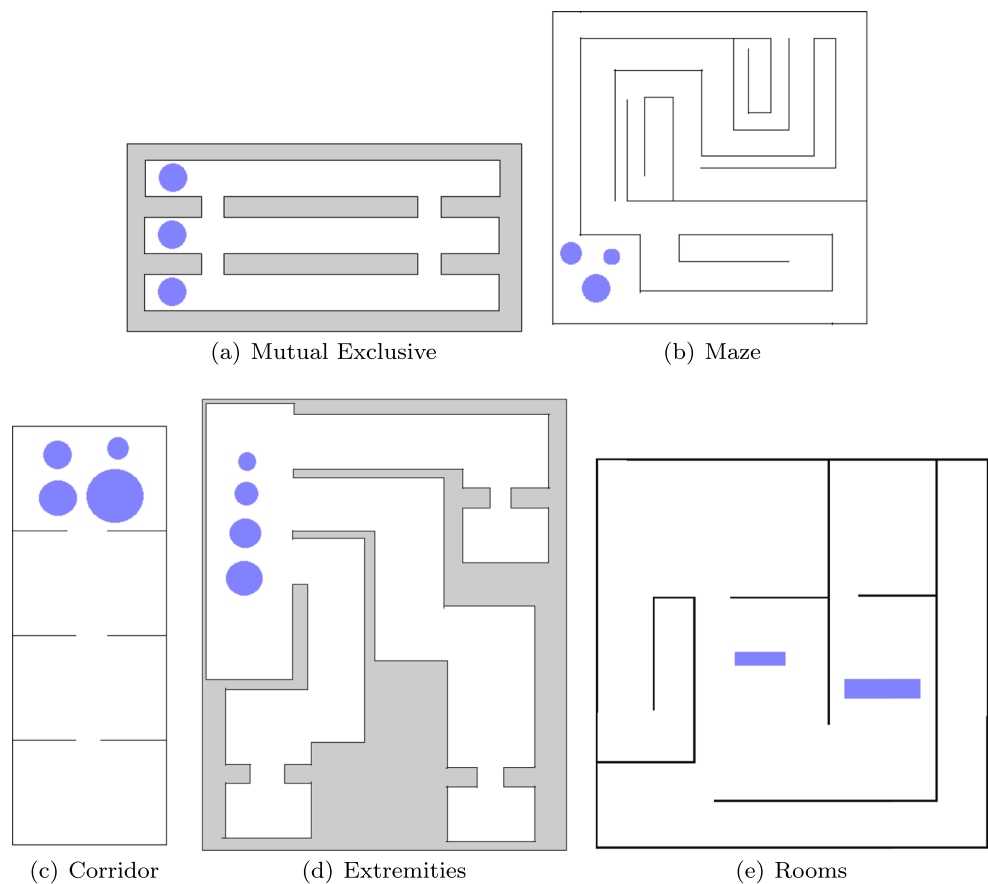 (a) Mutual Exclusive
(b) Maze
(c) Corridor
(d) Extremities
(e) Rooms